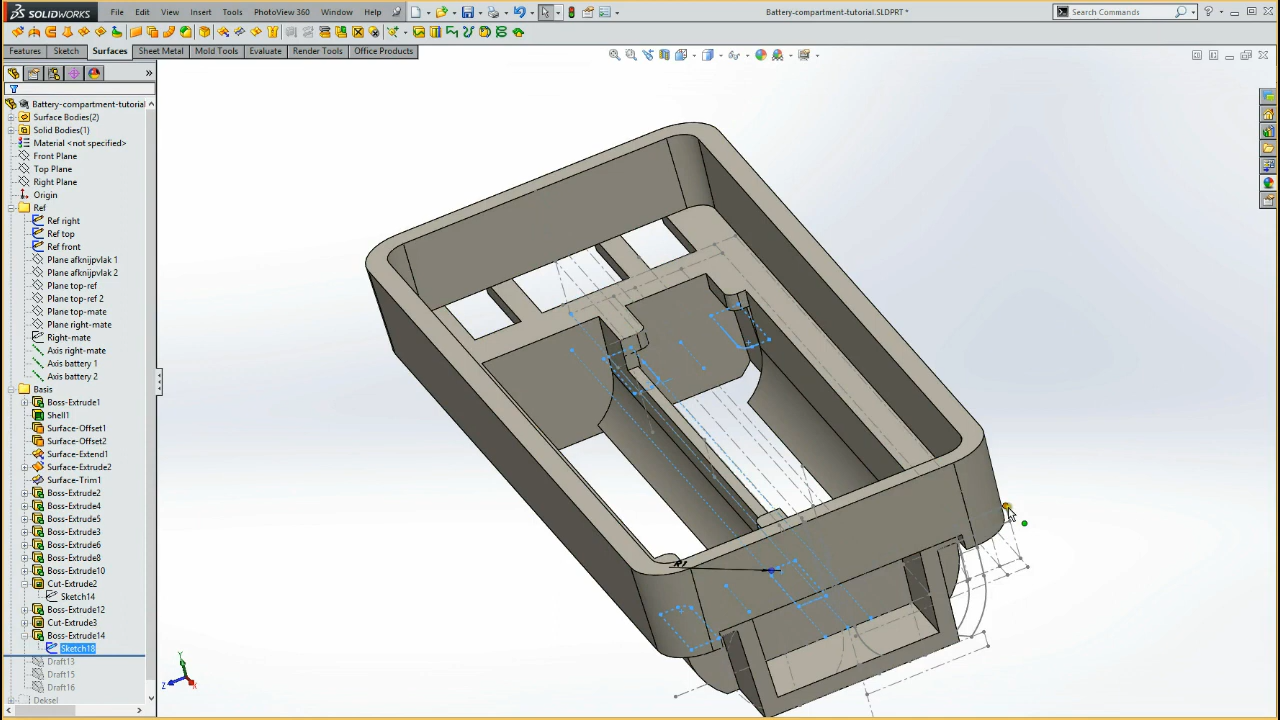 SOLIDWORKS File Edit View Insert Tools PhotoView 360 Window Help Battery-compartment-tutorial.SLDPRT * Search Commands
Features Sketch Surfaces Sheet Metal Mold Tools Evaluate Render Tools Office Products
Battery-compartment-tutorial
Surface Bodies(2)
Solid Bodies(1)
Material <not specified>
Front Plane
Top Plane
Right Plane
Origin
Ref
Ref right
Ref top
Ref front
Plane afknijpvlak 1
Plane afknijpvlak 2
Plane top-ref
Plane top-ref 2
Plane top-mate
Plane right-mate
Right-mate
Axis right-mate
Axis battery 1
Axis battery 2
Basis
Boss-Extrude1
Shell1
Surface-Offset1
Surface-Offset2
Surface-Extend1
Surface-Extrude2
Surface-Trim1
Boss-Extrude2
Boss-Extrude4
Boss-Extrude5
Boss-Extrude3
Boss-Extrude6
Boss-Extrude8
Boss-Extrude10
Cut-Extrude2
Sketch14
Boss-Extrude12
Cut-Extrude3
Boss-Extrude14
Sketch18
Draft13
Draft15
Draft16
Deksel
R1
Y
Z
X